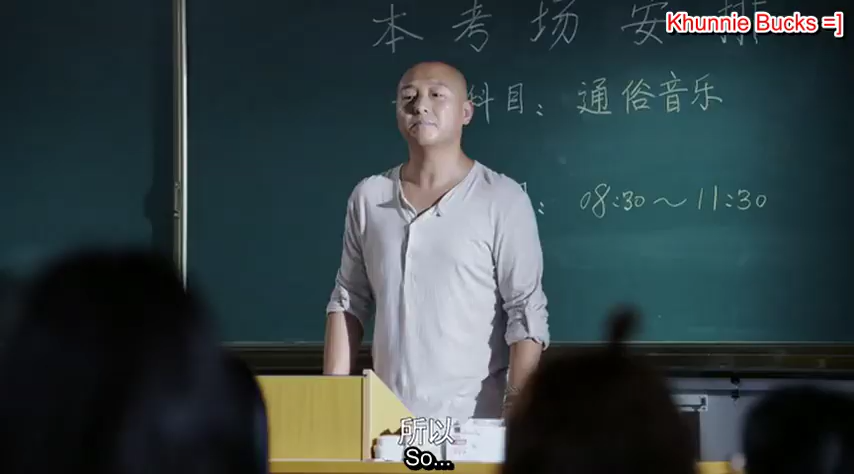 Khunnie Bucks =]
本考场安排
科目：通俗音乐
：08:30～11:30
所以
So...